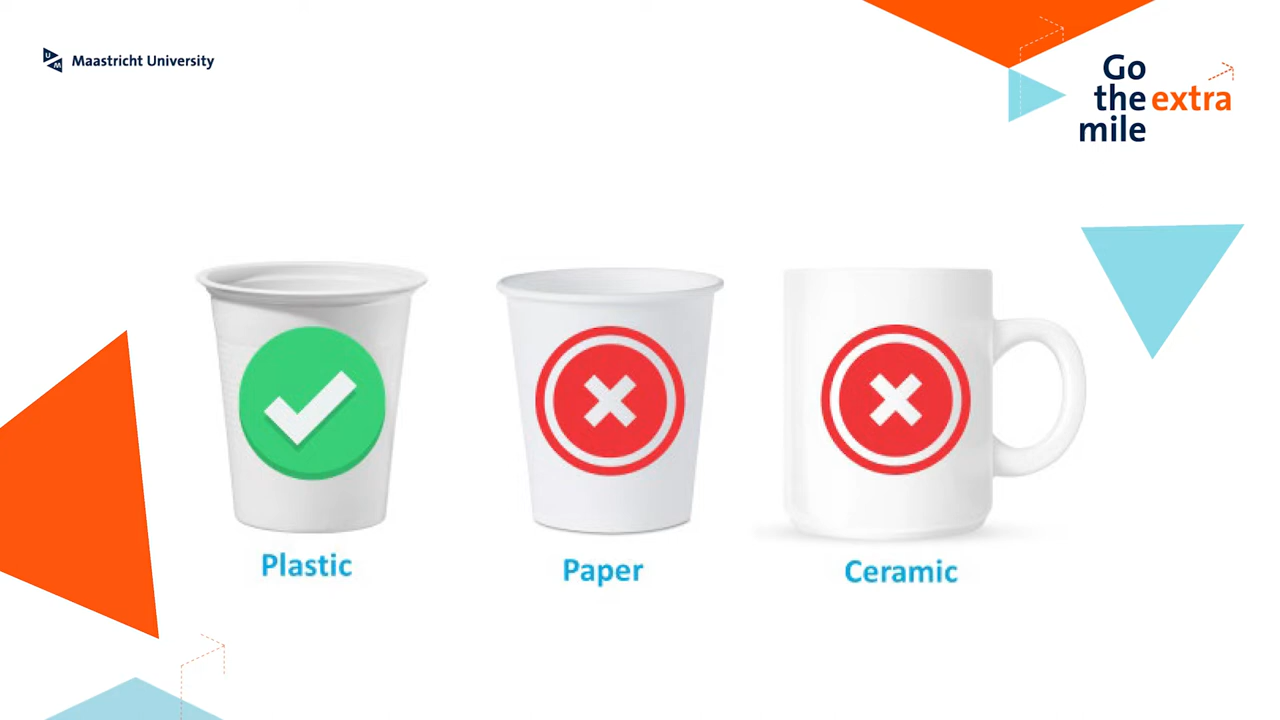 Maastricht University
Go
the extra
mile
Plastic
Paper
Ceramic